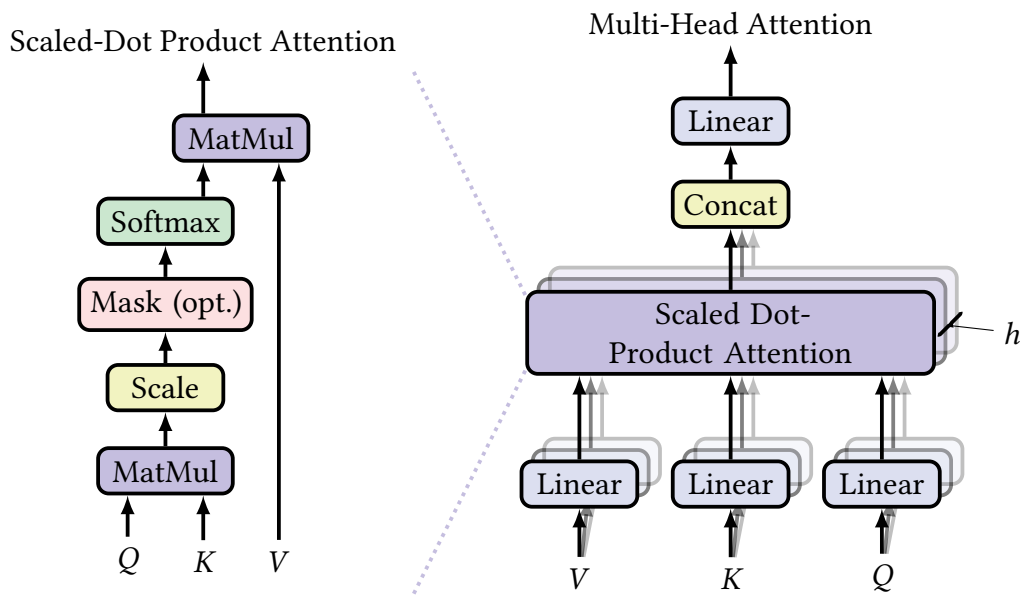 Scaled-Dot Product Attention
MatMul
Softmax
Mask (opt.)
Scale
MatMul
Q K V
Multi-Head Attention
Linear
Concat
Scaled Dot-
Product Attention
h
Linear Linear Linear
V K Q